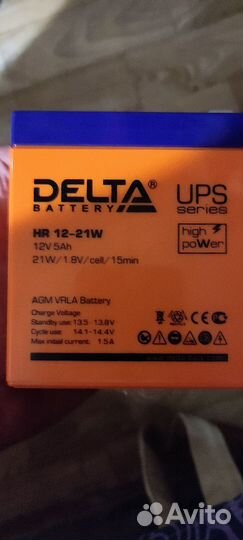 DELTA®
BATTERY
UPS
series
HR 12-21W
12V 5Ah
21W/1.8V/cell/15min
high
poWer
AGM VRLA Battery
Charge Voltage
Standby use: 13.5 - 13.8V
Cycle use: 14.1 - 14.4V
Max initial current: 1.5A
Avito